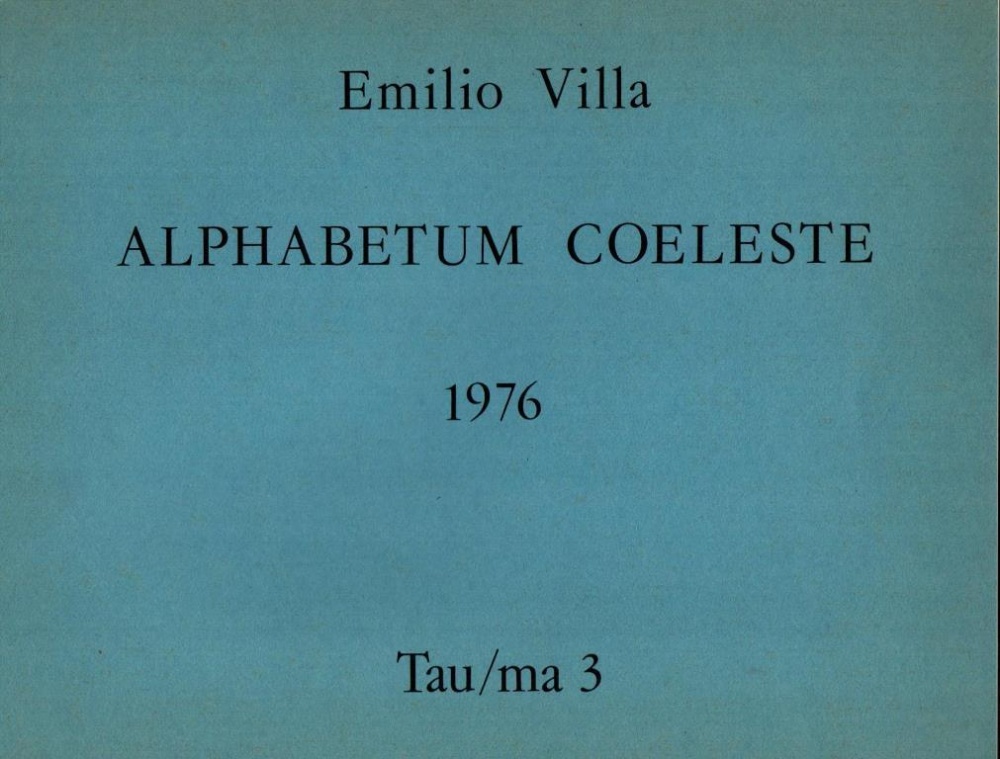 Emilio Villa
ALPHABETUM COELESTE
1976
Tau/ma 3